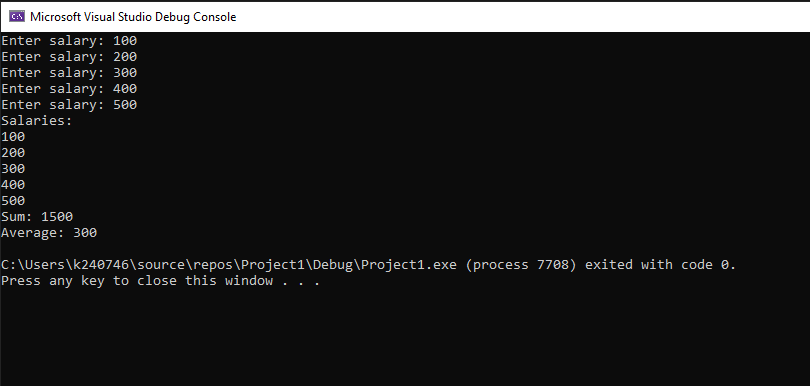 Microsoft Visual Studio Debug Console
Enter salary: 100
Enter salary: 200
Enter salary: 300
Enter salary: 400
Enter salary: 500
Salaries:
100
200
300
400
500
Sum: 1500
Average: 300
C:\Users\k240746\source\repos\Project1\Debug\Project1.exe (process 7708) exited with code 0.
Press any key to close this window . . .